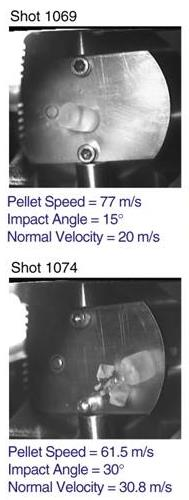 Shot 1069
Pellet Speed = 77 m/s
Impact Angle = 15°
Normal Velocity = 20 m/s
Shot 1074
Pellet Speed = 61.5 m/s
Impact Angle = 30°
Normal Velocity = 30.8 m/s